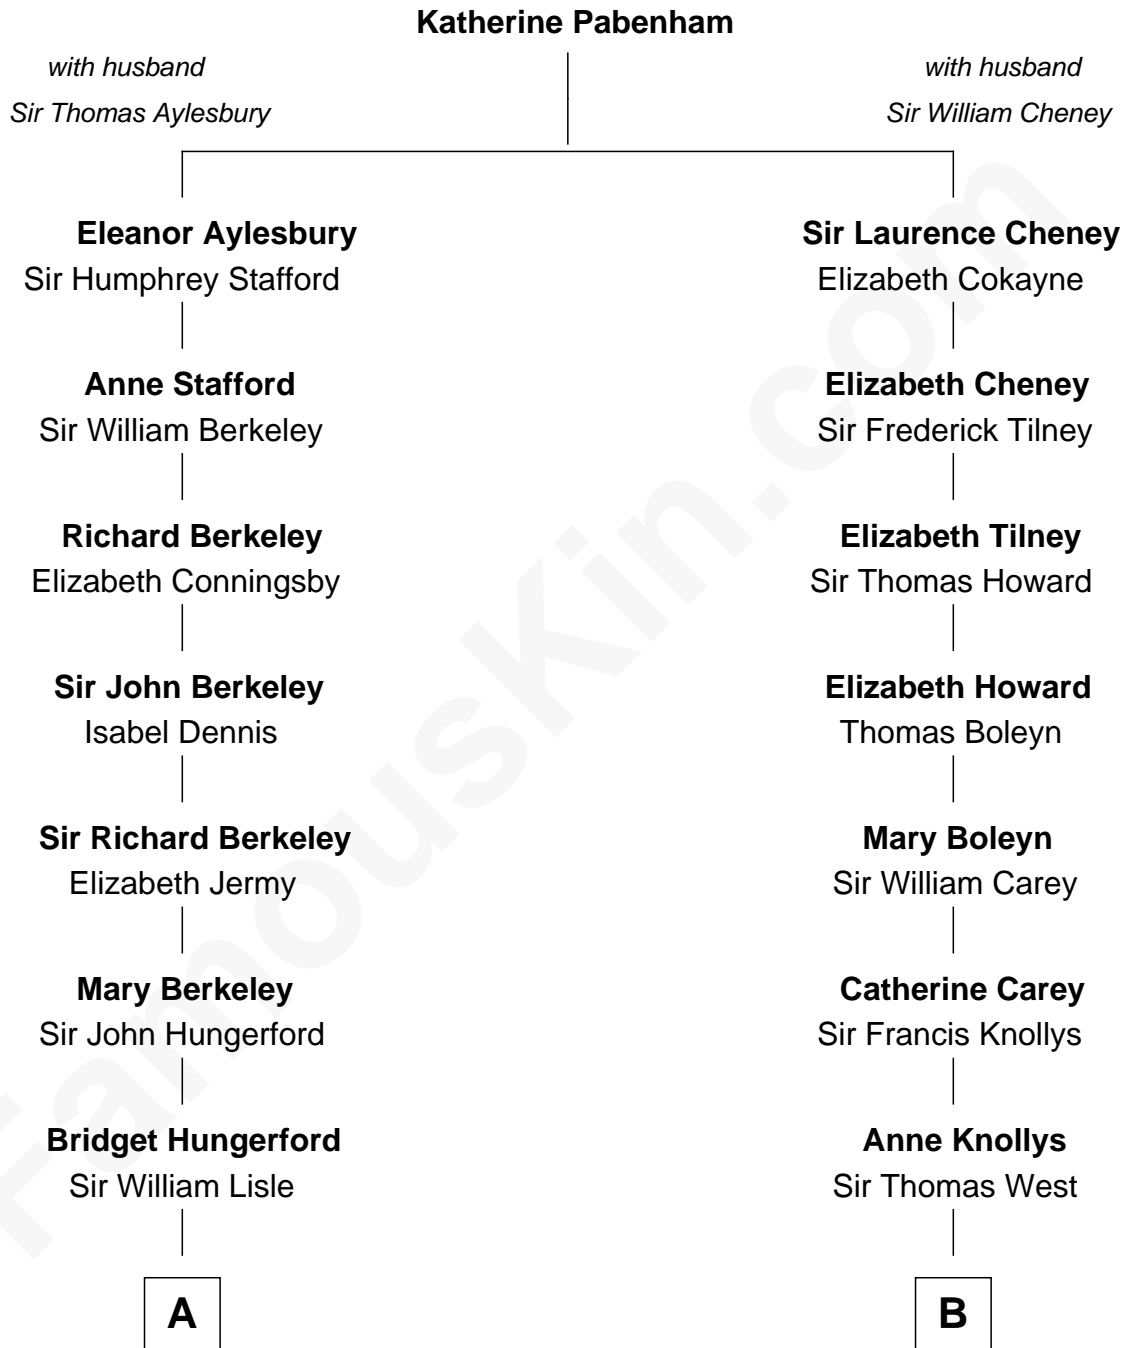 Katherine Pabenham
with husband
Sir Thomas Aylesbury
with husband
Sir William Cheney
Eleanor Aylesbury
Sir Humphrey Stafford
Sir Laurence Cheney
Elizabeth Cokayne
Anne Stafford
Sir William Berkeley
Elizabeth Cheney
Sir Frederick Tilney
Richard Berkeley
Elizabeth Conningsby
Elizabeth Tilney
Sir Thomas Howard
Sir John Berkeley
Isabel Dennis
Elizabeth Howard
Thomas Boleyn
Sir Richard Berkeley
Elizabeth Jermy
Mary Boleyn
Sir William Carey
Mary Berkeley
Sir John Hungerford
Catherine Carey
Sir Francis Knollys
Bridget Hungerford
Sir William Lisle
Anne Knollys
Sir Thomas West
A
B
FamousKin.com